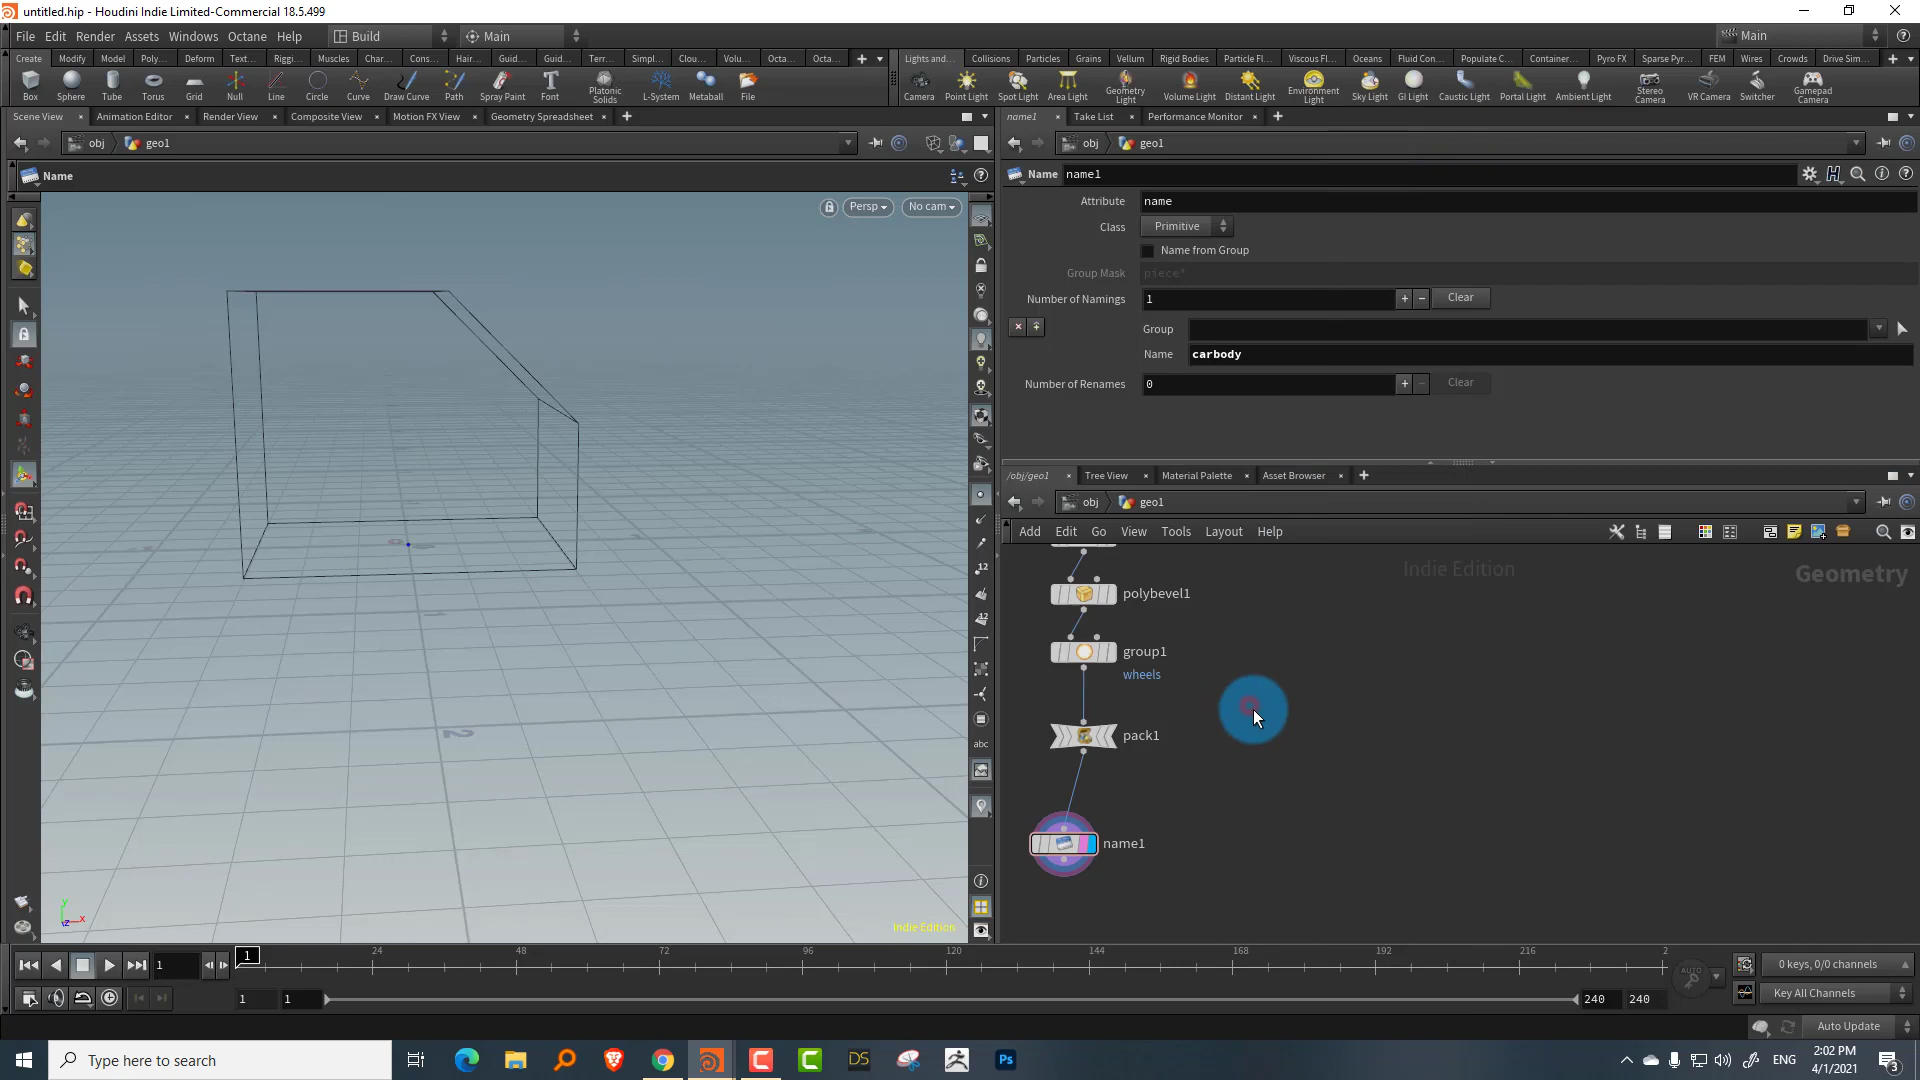 untitled.hip - Houdini Indie Limited-Commercial 18.5.499
File Edit Render Assets Windows Octane Help Build Main Main
Create Modify Model Poly... Deform Text... Riggi... Muscles Char... Cons... Hair... Guid... Guid... Terr... Simpl... Clou... Volu... Octa... Octa...
Lights and... Collisions Particles Grains Vellum Rigid Bodies Particle Fl... Viscous Fl... Oceans Fluid Con... Populate C... Container... Pyro FX Sparse Pyr... FEM Wires Crowds Drive Sim...
Box Sphere Tube Torus Grid Null Line Circle Curve Draw Curve Path Spray Paint Font Platonic Solids L-System Metaball File
Camera Point Light Spot Light Area Light Geometry Light Volume Light Distant Light Environment Light Sky Light GI Light Caustic Light Portal Light Ambient Light Stereo Camera VR Camera Switcher Gamepad Camera
Scene View Animation Editor Render View Composite View Motion FX View Geometry Spreadsheet
name1 Take List Performance Monitor
obj geo1
obj geo1
Name
Name name1
Persp No cam
Attribute name
Class Primitive
Name from Group
Group Mask piece*
Number of Namings 1 Clear
Group
Name carbody
Number of Renames 0 Clear
/obj/geo1 Tree View Material Palette Asset Browser
obj geo1
Add Edit Go View Tools Layout Help
Indie Edition
Geometry
polybevel1
group1
wheels
pack1
name1
2
12
12
abc
y
x
z
Indie Edition
1 24 48 72 96 120 144 168 192 216 2
1
AUTO
0 keys, 0/0 channels
1 1 240 240
Key All Channels
Auto Update
Type here to search
DS
Ps
ENG
2:02 PM
4/1/2021
3